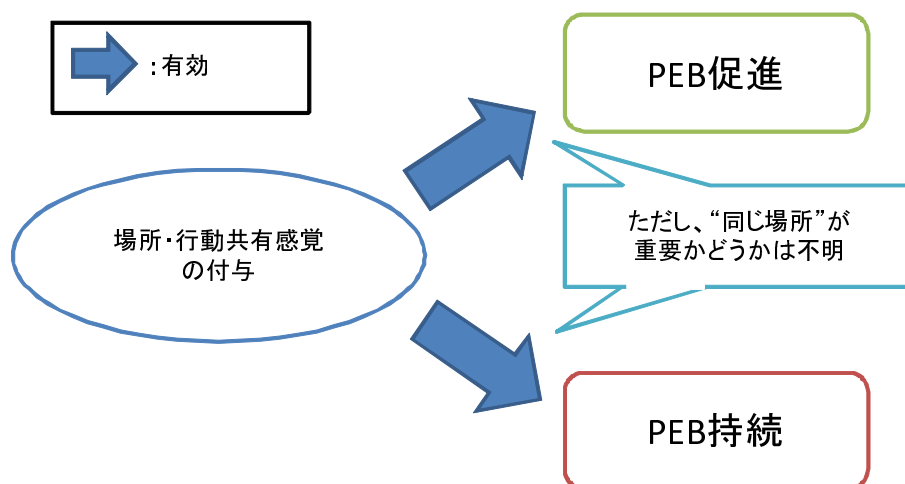 :有効
PEB促進
場所・行動共有感覚
の付与
ただし、“同じ場所”が
重要かどうかは不明
PEB持続